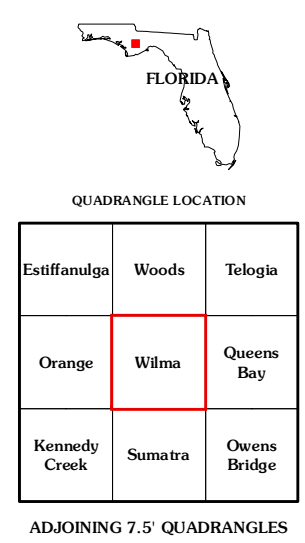 FLORIDA
QUADRANGLE LOCATION
Estiffanulga Woods Telogia
Orange Wilma Queens
Bay
Kennedy
Creek Sumatra Owens
Bridge
ADJOINING 7.5' QUADRANGLES